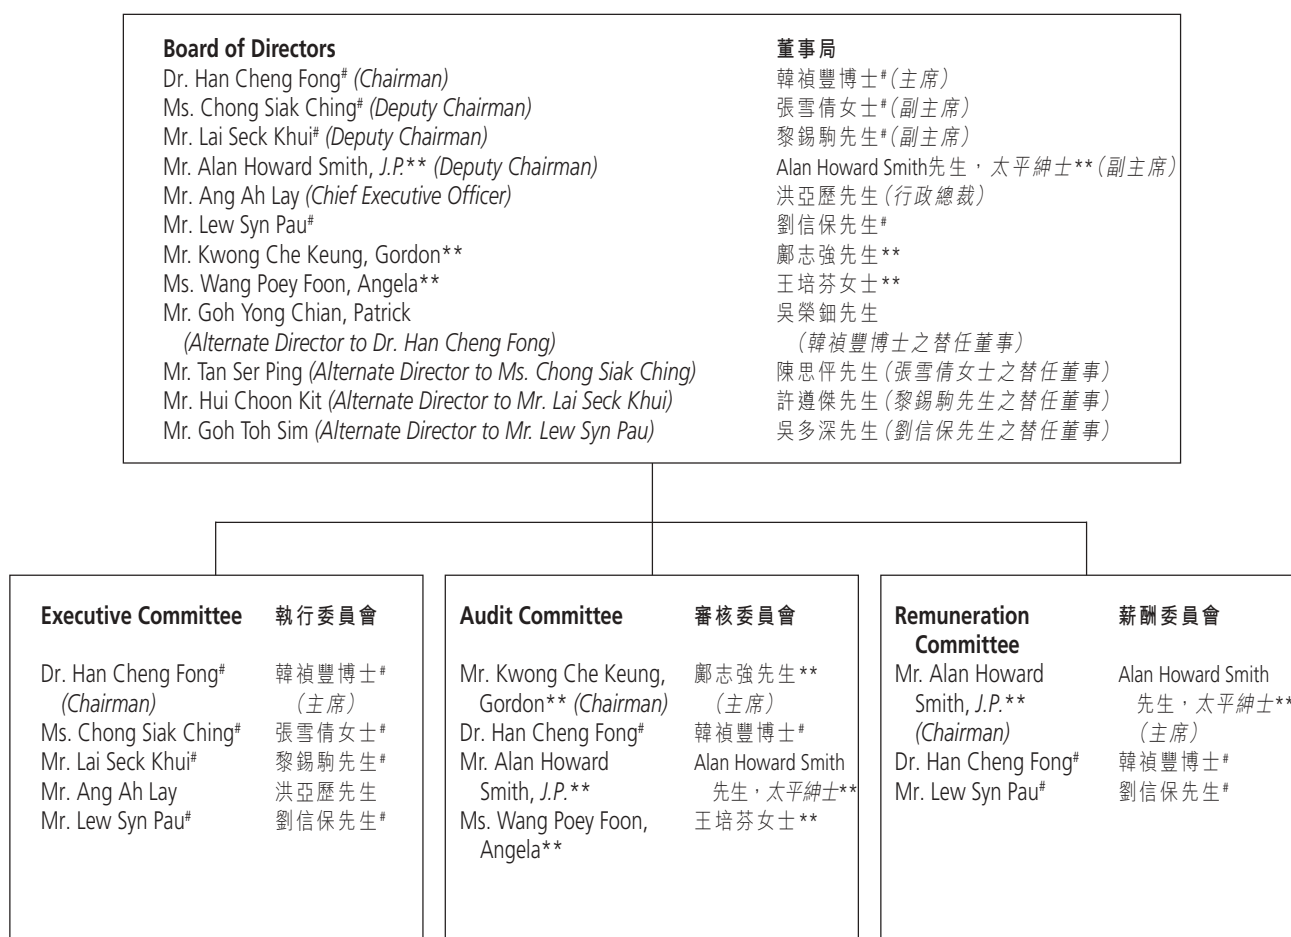 Board of Directors
Dr. Han Cheng Fong# (Chairman)
Ms. Chong Siak Ching# (Deputy Chairman)
Mr. Lai Seck Khui# (Deputy Chairman)
Mr. Alan Howard Smith, J.P.** (Deputy Chairman)
Mr. Ang Ah Lay (Chief Executive Officer)
Mr. Lew Syn Pau#
Mr. Kwong Che Keung, Gordon**
Ms. Wang Poey Foon, Angela**
Mr. Goh Yong Chian, Patrick
(Alternate Director to Dr. Han Cheng Fong)
Mr. Tan Ser Ping (Alternate Director to Ms. Chong Siak Ching)
Mr. Hui Choon Kit (Alternate Director to Mr. Lai Seck Khui)
Mr. Goh Toh Sim (Alternate Director to Mr. Lew Syn Pau)
董事局
韓禎豐博士#(主席)
張雪倩女士#(副主席)
黎錫駒先生#(副主席)
Alan Howard Smith先生，太平紳士**(副主席)
洪亞歷先生(行政總裁)
劉信保先生#
鄺志強先生**
王培芬女士**
吳榮鈿先生
(韓禎豐博士之替任董事)
陳思伻先生(張雪倩女士之替任董事)
許遵傑先生(黎錫駒先生之替任董事)
吳多深先生(劉信保先生之替任董事)
Executive Committee
Dr. Han Cheng Fong#
(Chairman)
Ms. Chong Siak Ching#
Mr. Lai Seck Khui#
Mr. Ang Ah Lay
Mr. Lew Syn Pau#
執行委員會
韓禎豐博士#
(主席)
張雪倩女士#
黎錫駒先生#
洪亞歷先生
劉信保先生#
Audit Committee
Mr. Kwong Che Keung,
Gordon** (Chairman)
Dr. Han Cheng Fong#
Mr. Alan Howard
Smith, J.P.**
Ms. Wang Poey Foon,
Angela**
審核委員會
鄺志強先生**
(主席)
韓禎豐博士#
Alan Howard Smith
先生，太平紳士**
王培芬女士**
Remuneration
Committee
Mr. Alan Howard
Smith, J.P.**
(Chairman)
Dr. Han Cheng Fong#
Mr. Lew Syn Pau#
薪酬委員會
Alan Howard Smith
先生，太平紳士**
(主席)
韓禎豐博士#
劉信保先生#